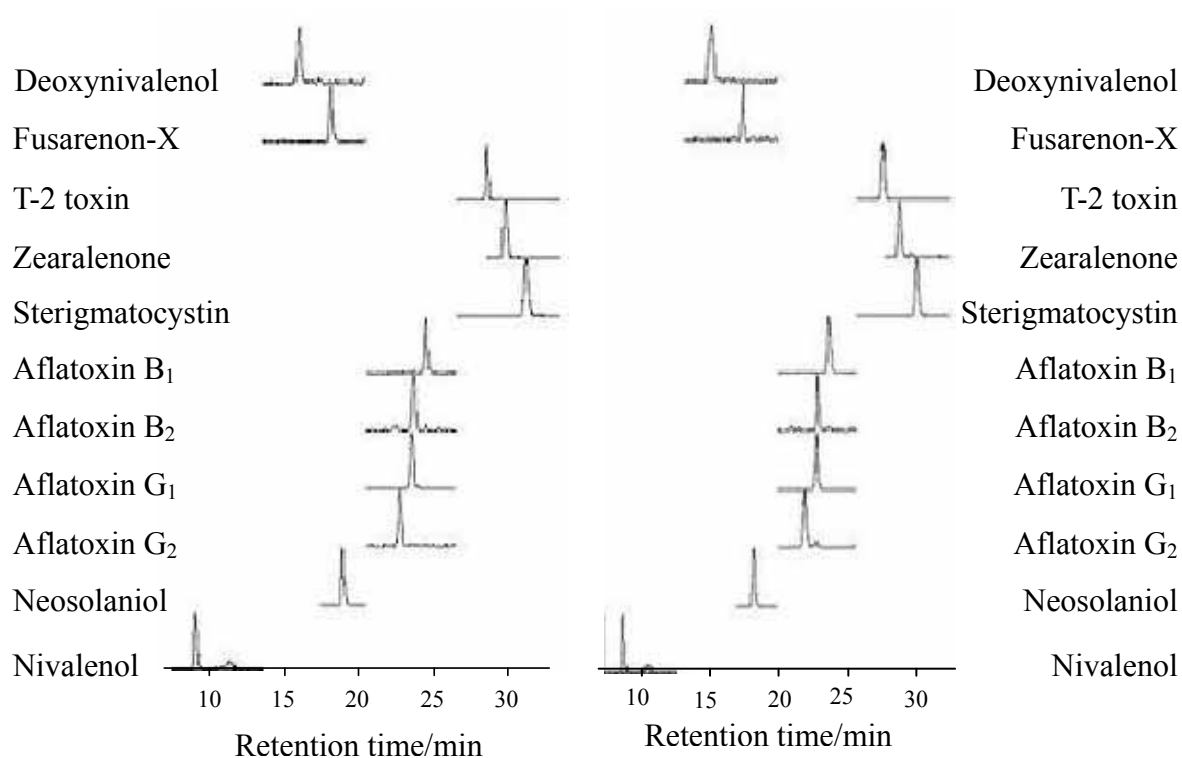 Deoxynivalenol
Fusarenon-X
T-2 toxin
Zearalenone
Sterigmatocystin
Aflatoxin B₁
Aflatoxin B₂
Aflatoxin G₁
Aflatoxin G₂
Neosolaniol
Nivalenol
10 15 20 25 30
Retention time/min
Deoxynivalenol
Fusarenon-X
T-2 toxin
Zearalenone
Sterigmatocystin
Aflatoxin B₁
Aflatoxin B₂
Aflatoxin G₁
Aflatoxin G₂
Neosolaniol
Nivalenol
10 15 20 25 30
Retention time/min